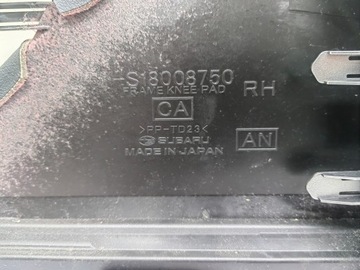 -S18008750
FRAME KNEE PAD RH
CA
>PP-TD23<
SUBARU AN
MADE IN JAPAN